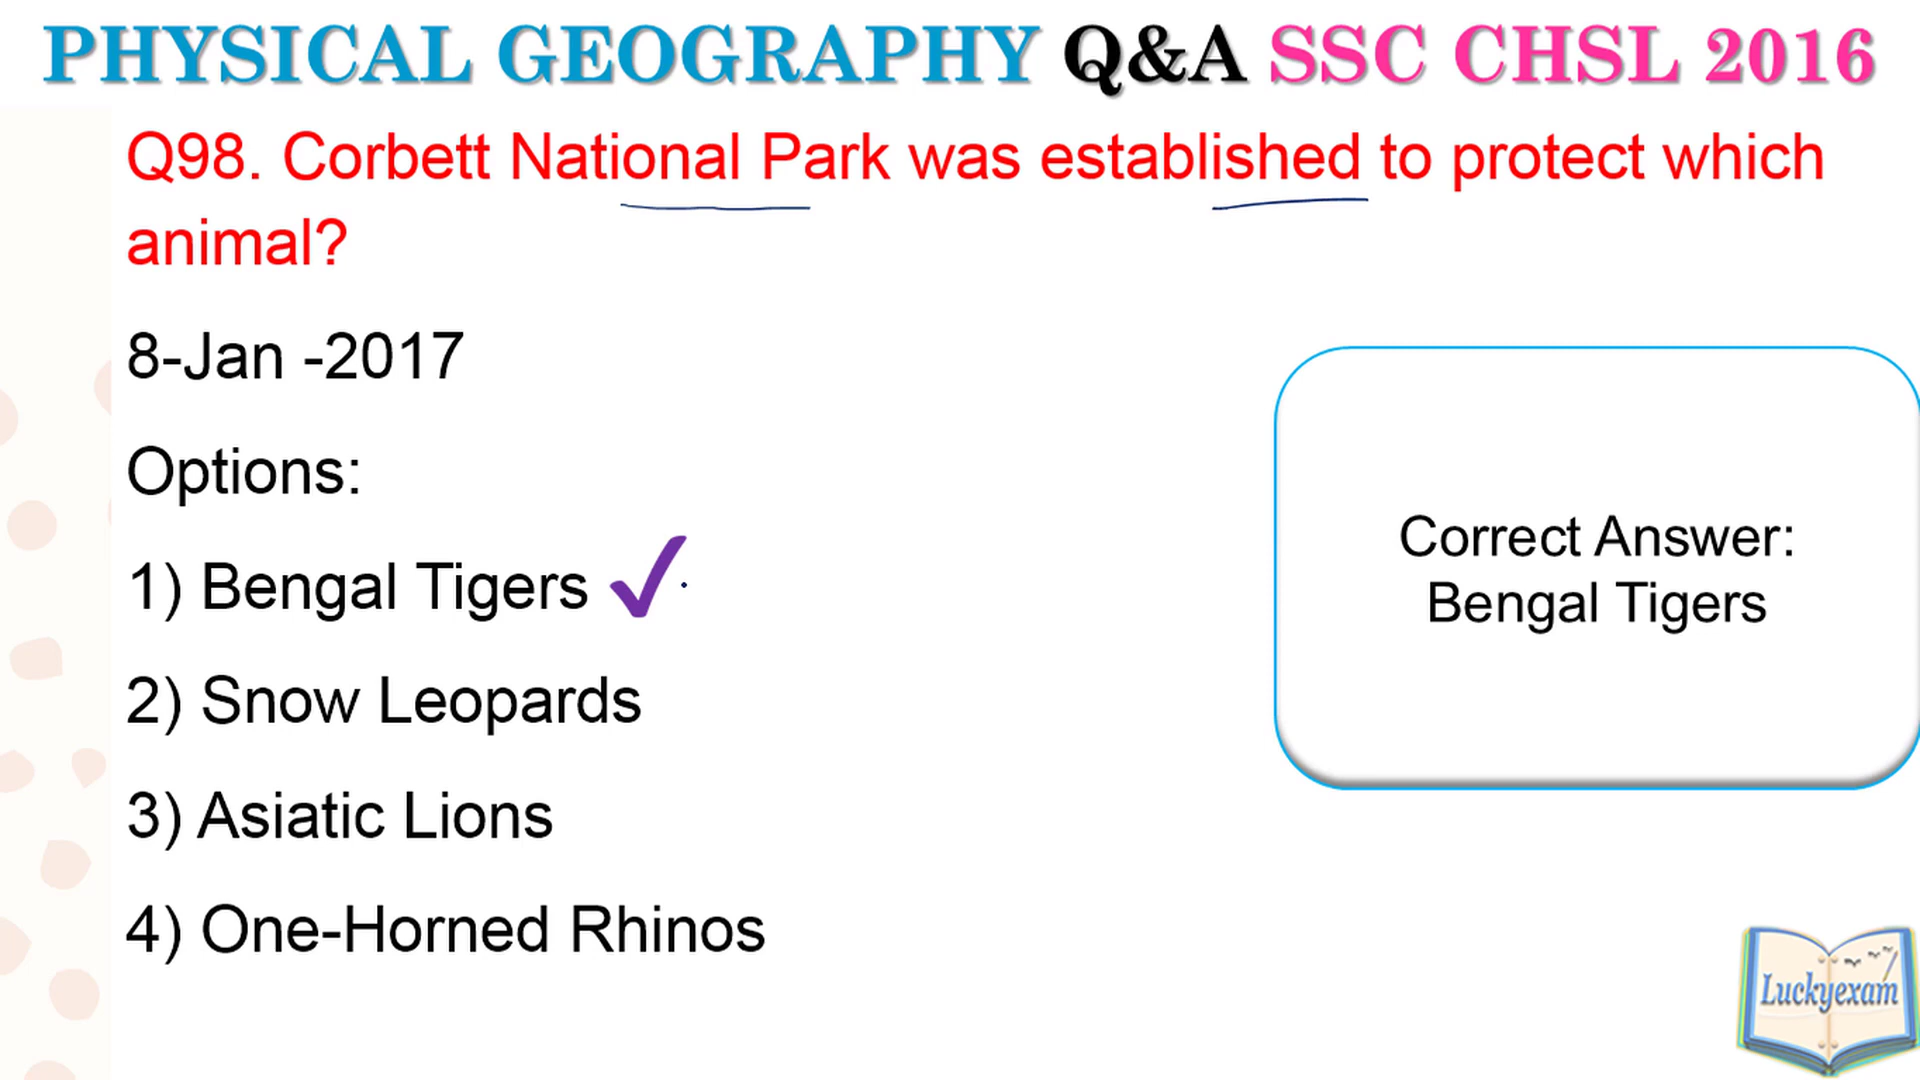 PHYSICAL GEOGRAPHY Q&A SSC CHSL 2016
Q98. Corbett National Park was established to protect which
animal?
8-Jan -2017
Options:
1) Bengal Tigers
2) Snow Leopards
3) Asiatic Lions
4) One-Horned Rhinos
Correct Answer:
Bengal Tigers
Luckyexam